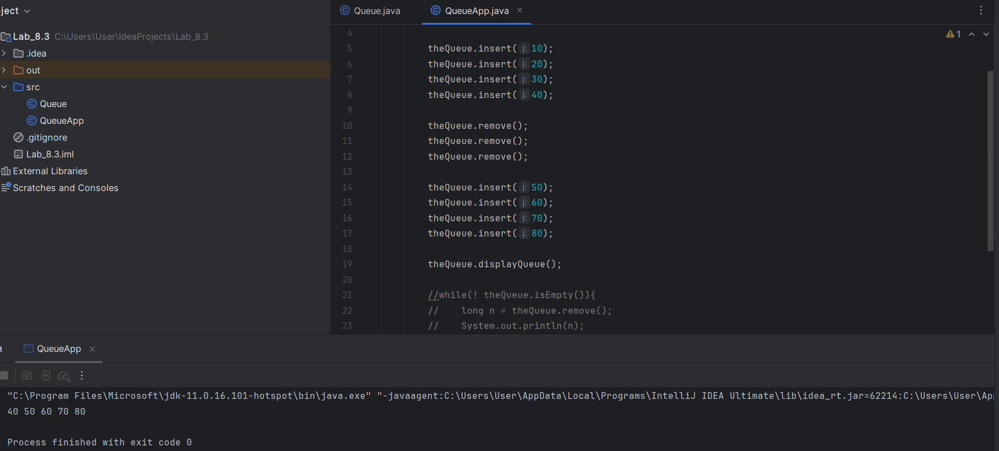 ject
Lab_8.3 C:\Users\User\IdeaProjects\Lab_8.3
.idea
out
src
Queue
QueueApp
.gitignore
Lab_8.3.iml
External Libraries
Scratches and Consoles
Queue.java QueueApp.java
1
4
5 theQueue.insert( j: 10);
6 theQueue.insert( j: 20);
7 theQueue.insert( j: 30);
8 theQueue.insert( j: 40);
9
10 theQueue.remove();
11 theQueue.remove();
12 theQueue.remove();
13
14 theQueue.insert( j: 50);
15 theQueue.insert( j: 60);
16 theQueue.insert( j: 70);
17 theQueue.insert( j: 80);
18
19 theQueue.displayQueue();
20
21 //while(! theQueue.isEmpty()){
22 //    long n = theQueue.remove();
23 //    System.out.println(n);
QueueApp
"C:\Program Files\Microsoft\jdk-11.0.16.101-hotspot\bin\java.exe" "-javaagent:C:\Users\User\AppData\Local\Programs\IntelliJ IDEA Ultimate\lib\idea_rt.jar=62214:C:\Users\User\Ap
40 50 60 70 80
Process finished with exit code 0